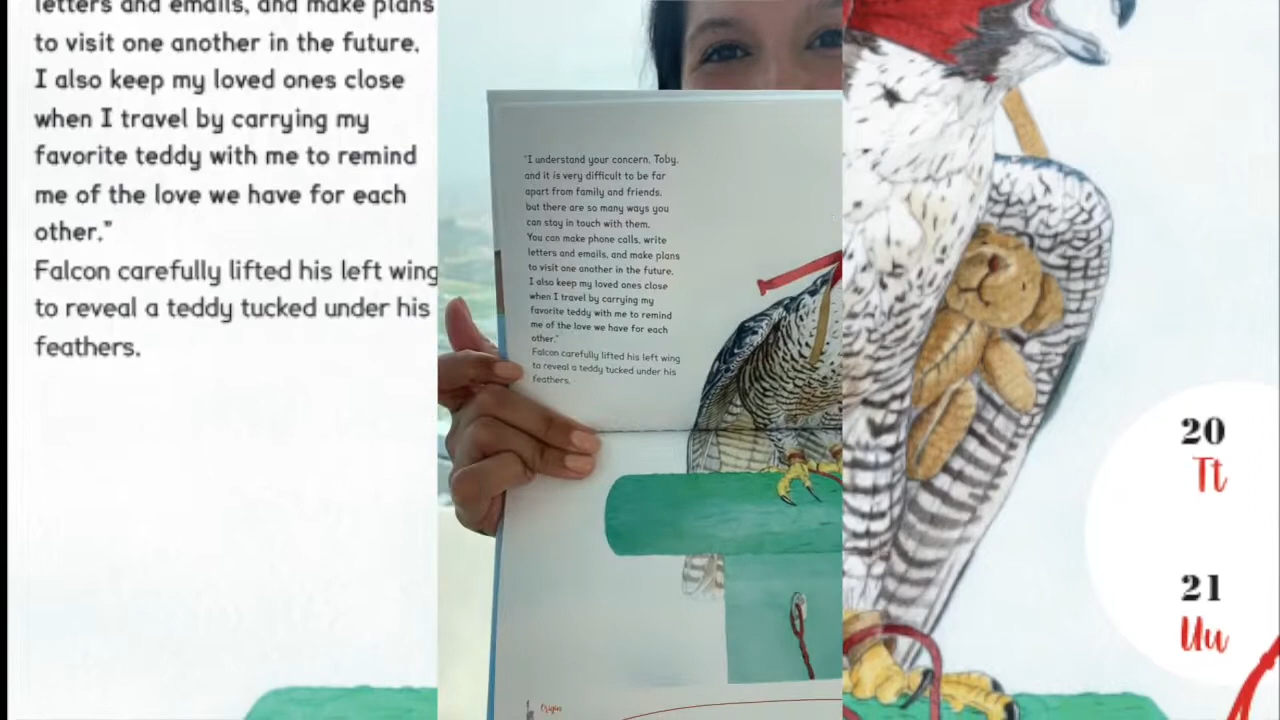 letters and emails, and make plans
to visit one another in the future.
I also keep my loved ones close
when I travel by carrying my
favorite teddy with me to remind
me of the love we have for each
other."
Falcon carefully lifted his left wing
to reveal a teddy tucked under his
feathers.
"I understand your concern, Toby,
and it is very difficult to be far
apart from family and friends,
but there are so many ways you
can stay in touch with them.
You can make phone calls, write
letters and emails, and make plans
to visit one another in the future.
I also keep my loved ones close
when I travel by carrying my
favorite teddy with me to remind
me of the love we have for each
other."
Falcon carefully lifted his left wing
to reveal a teddy tucked under his
feathers.
Origin
20
Tt
21
Uu